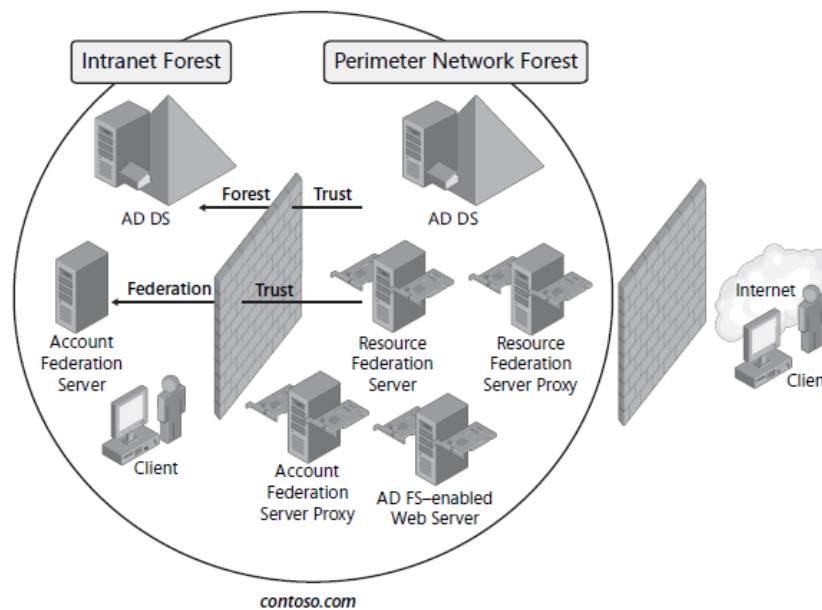 Intranet Forest
Perimeter Network Forest
Forest Trust
AD DS
AD DS
Federation Trust
Internet
Account
Federation
Server
Resource
Federation
Server
Resource
Federation
Server Proxy
Client
Client
Account
Federation
Server Proxy
AD FS–enabled
Web Server
contoso.com